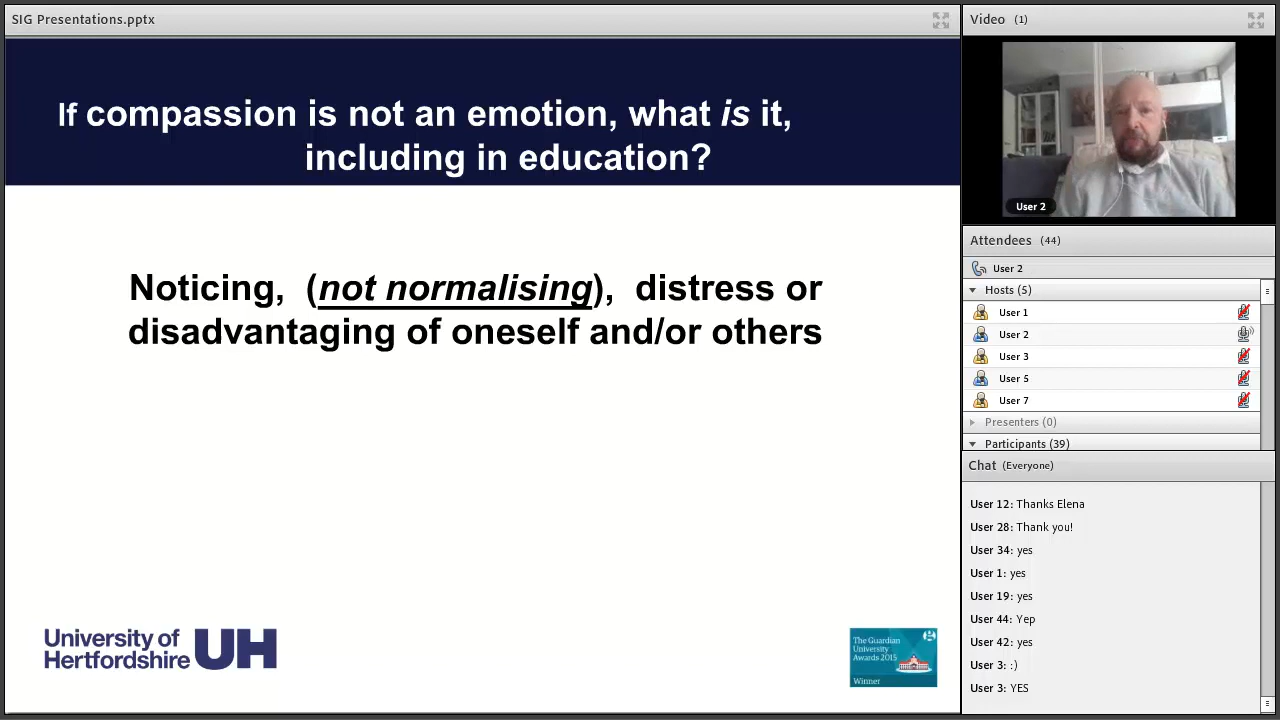 SIG Presentations.pptx
If compassion is not an emotion, what is it,
including in education?
Noticing, (not normalising), distress or
disadvantaging of oneself and/or others
University of
Hertfordshire UH
The Guardian
University
Awards 2015
Winner
Video (1)
User 2
Attendees (44)
User 2
Hosts (5)
User 1
User 2
User 3
User 5
User 7
Presenters (0)
Participants (39)
Chat (Everyone)
User 12: Thanks Elena
User 28: Thank you!
User 34: yes
User 1: yes
User 19: yes
User 44: Yep
User 42: yes
User 3: :)
User 3: YES